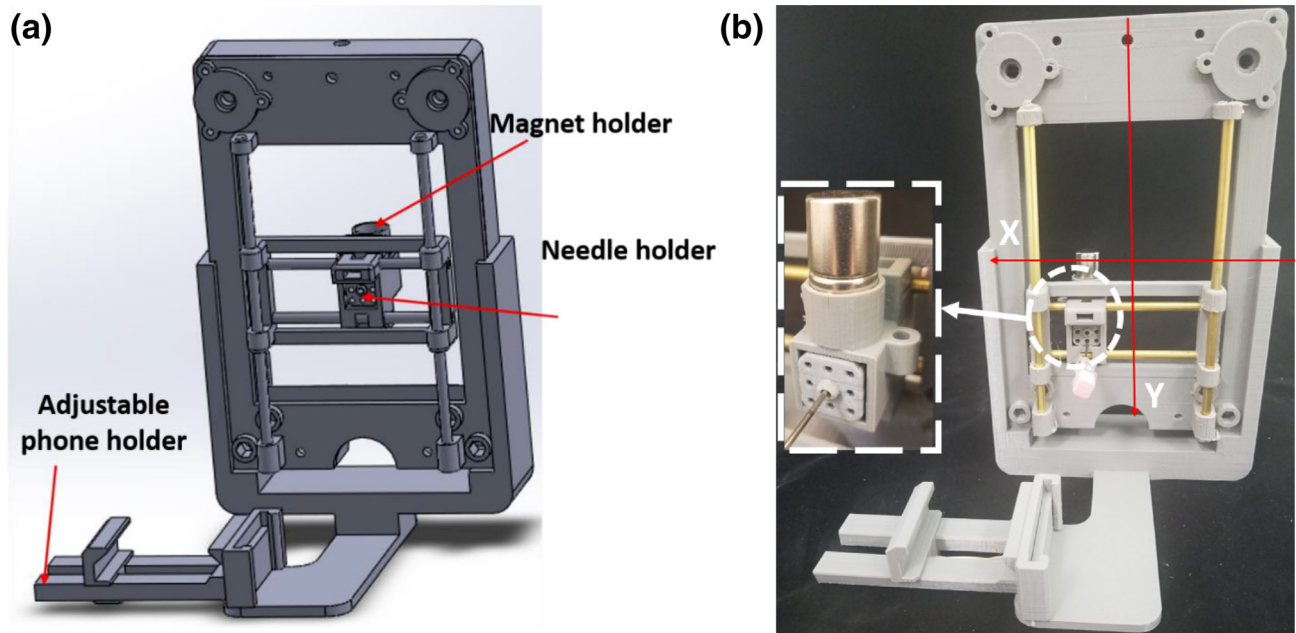 (a)
Magnet holder
Needle holder
Adjustable
phone holder
(b)
X
Y